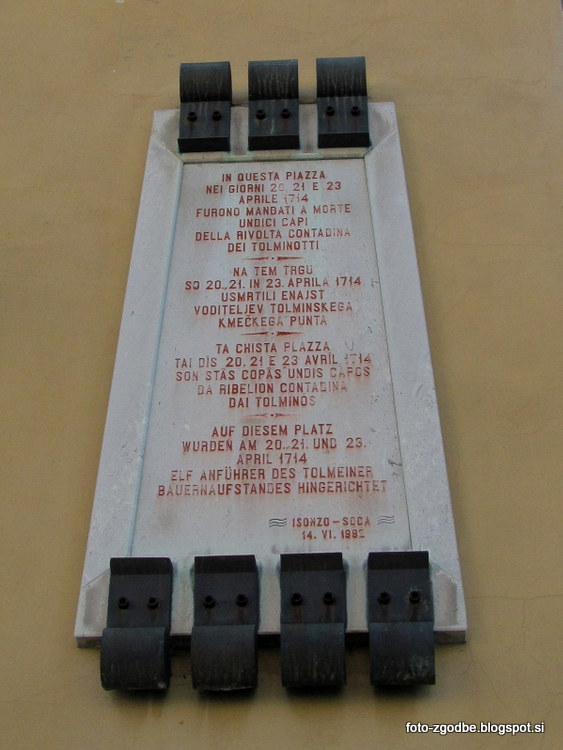 IN QUESTA PIAZZA
NEI GIORNI 20, 21 E 23
APRILE 1714
FURONO MANDATI A MORTE
UNDICI CAPI
DELLA RIVOLTA CONTADINA
DEI TOLMINOTTI
NA TEM TRGU
SO 20., 21. IN 23. APRILA 1714
USMRTILI ENAJST
VODITELJEV TOLMINSKEGA
KMEČKEGA PUNTA
TA CHISTA PLAZZA
TAI DÌS 20, 21 E 23 AVRÎL 1714
SON STÂS COPÂS UNDIS CAPOS
DA RIBELION CONTADINA
DAI TOLMINOS
AUF DIESEM PLATZ
WURDEN AM 20., 21. UND 23.
APRIL 1714
ELF ANFÜHRER DES TOLMEINER
BAUERNAUFSTANDES HINGERICHTET
ISONZO-SOČA
14. VI. 1982
foto-zgodbe.blogspot.si